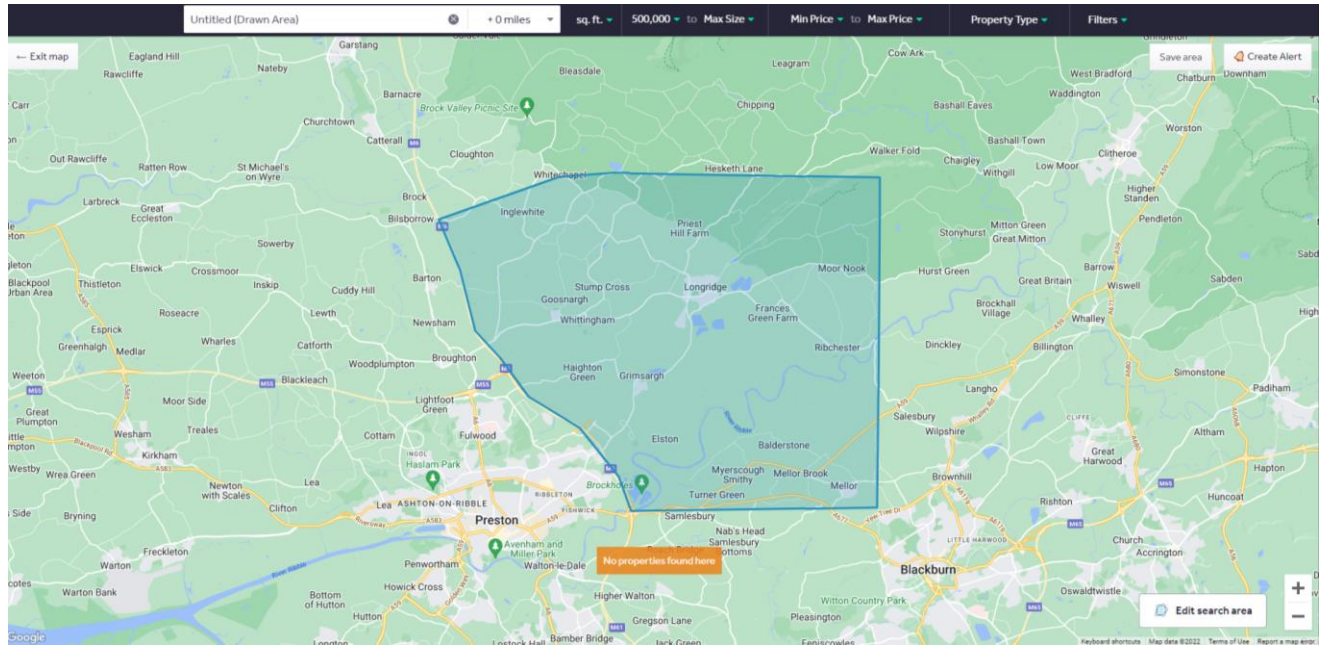 Untitled (Drawn Area)
+ 0 miles
sq. ft.
500,000 to Max Size
Min Price to Max Price
Property Type
Filters
← Exit map
Save area
Create Alert
Eagland Hill
Garstang
Cow Ark
Rawcliffe
Nateby
Bleasdale
Leagram
West Bradford
Chatburn
Downham
Barnacre
Waddington
Carr
Brock Valley Picnic Site
Chipping
Bashall Eaves
Churchtown
Worston
Catterall
M6
Bashall Town
Out Rawcliffe
Ratten Row
St Michael's
on Wyre
Cloughton
Walker Fold
Chaigley
Low Moor
Clitheroe
Whitechapel
Hesketh Lane
Withgill
Larbreck
Great
Eccleston
Brock
Higher
Standen
Bilsborrow
Inglewhite
Priest
Hill Farm
Mitton Green
Pendleton
Stonyhurst
Great Mitton
Sowerby
Elswick
Crossmoor
Barton
Moor Nook
Hurst Green
Barrow
Blackpool
Urban Area
Thistleton
Inskip
Cuddy Hill
Stump Cross
Longridge
Great Britain
Wiswell
Sabden
Goosnargh
Frances
Green Farm
Brockhall
Village
Roseacre
Lewth
Newsham
Whittingham
Whalley
Esprick
Wharles
Catforth
Ribchester
Dinckley
Billington
Greenhalgh
Medlar
Woodplumpton
Broughton
Haighton
Green
Grimsargh
Simonstone
Weeton
M55
M55
Blackleach
M55
Langho
Padiham
Moor Side
Lightfoot
Green
Great
Plumpton
Salesbury
CLIFFE
Wesham
Treales
Cottam
Fulwood
Elston
Balderstone
Wilpshire
Altham
Kirkham
INGOL
Great
Harwood
Westby
Wrea Green
Haslam Park
Myerscough
Smithy
Mellor Brook
Brownhill
Hapton
Newton
with Scales
Lea
Brockholes
Mellor
M65
Clifton
Lea
ASHTON-ON-RIBBLE
RIBBLETON
Turner Green
Rishton
Huncoat
Side
Bryning
Preston
FISHWICK
Samlesbury
M65
Freckleton
Nab's Head
Samlesbury
Bottoms
LITTLE HARWOOD
Church
Accrington
Avenham and
Miller Park
No properties found here
Warton
Penwortham
Walton-le-Dale
Blackburn
Warton Bank
Bottom
of Hutton
Howick Cross
Higher Walton
Witton Country Park
Oswaldtwistle
Edit search area
Hutton
M61
Gregson Lane
Pleasington
M65
Bamber Bridge
Google
Keyboard shortcuts
Map data ©2022
Terms of Use
Report a map error